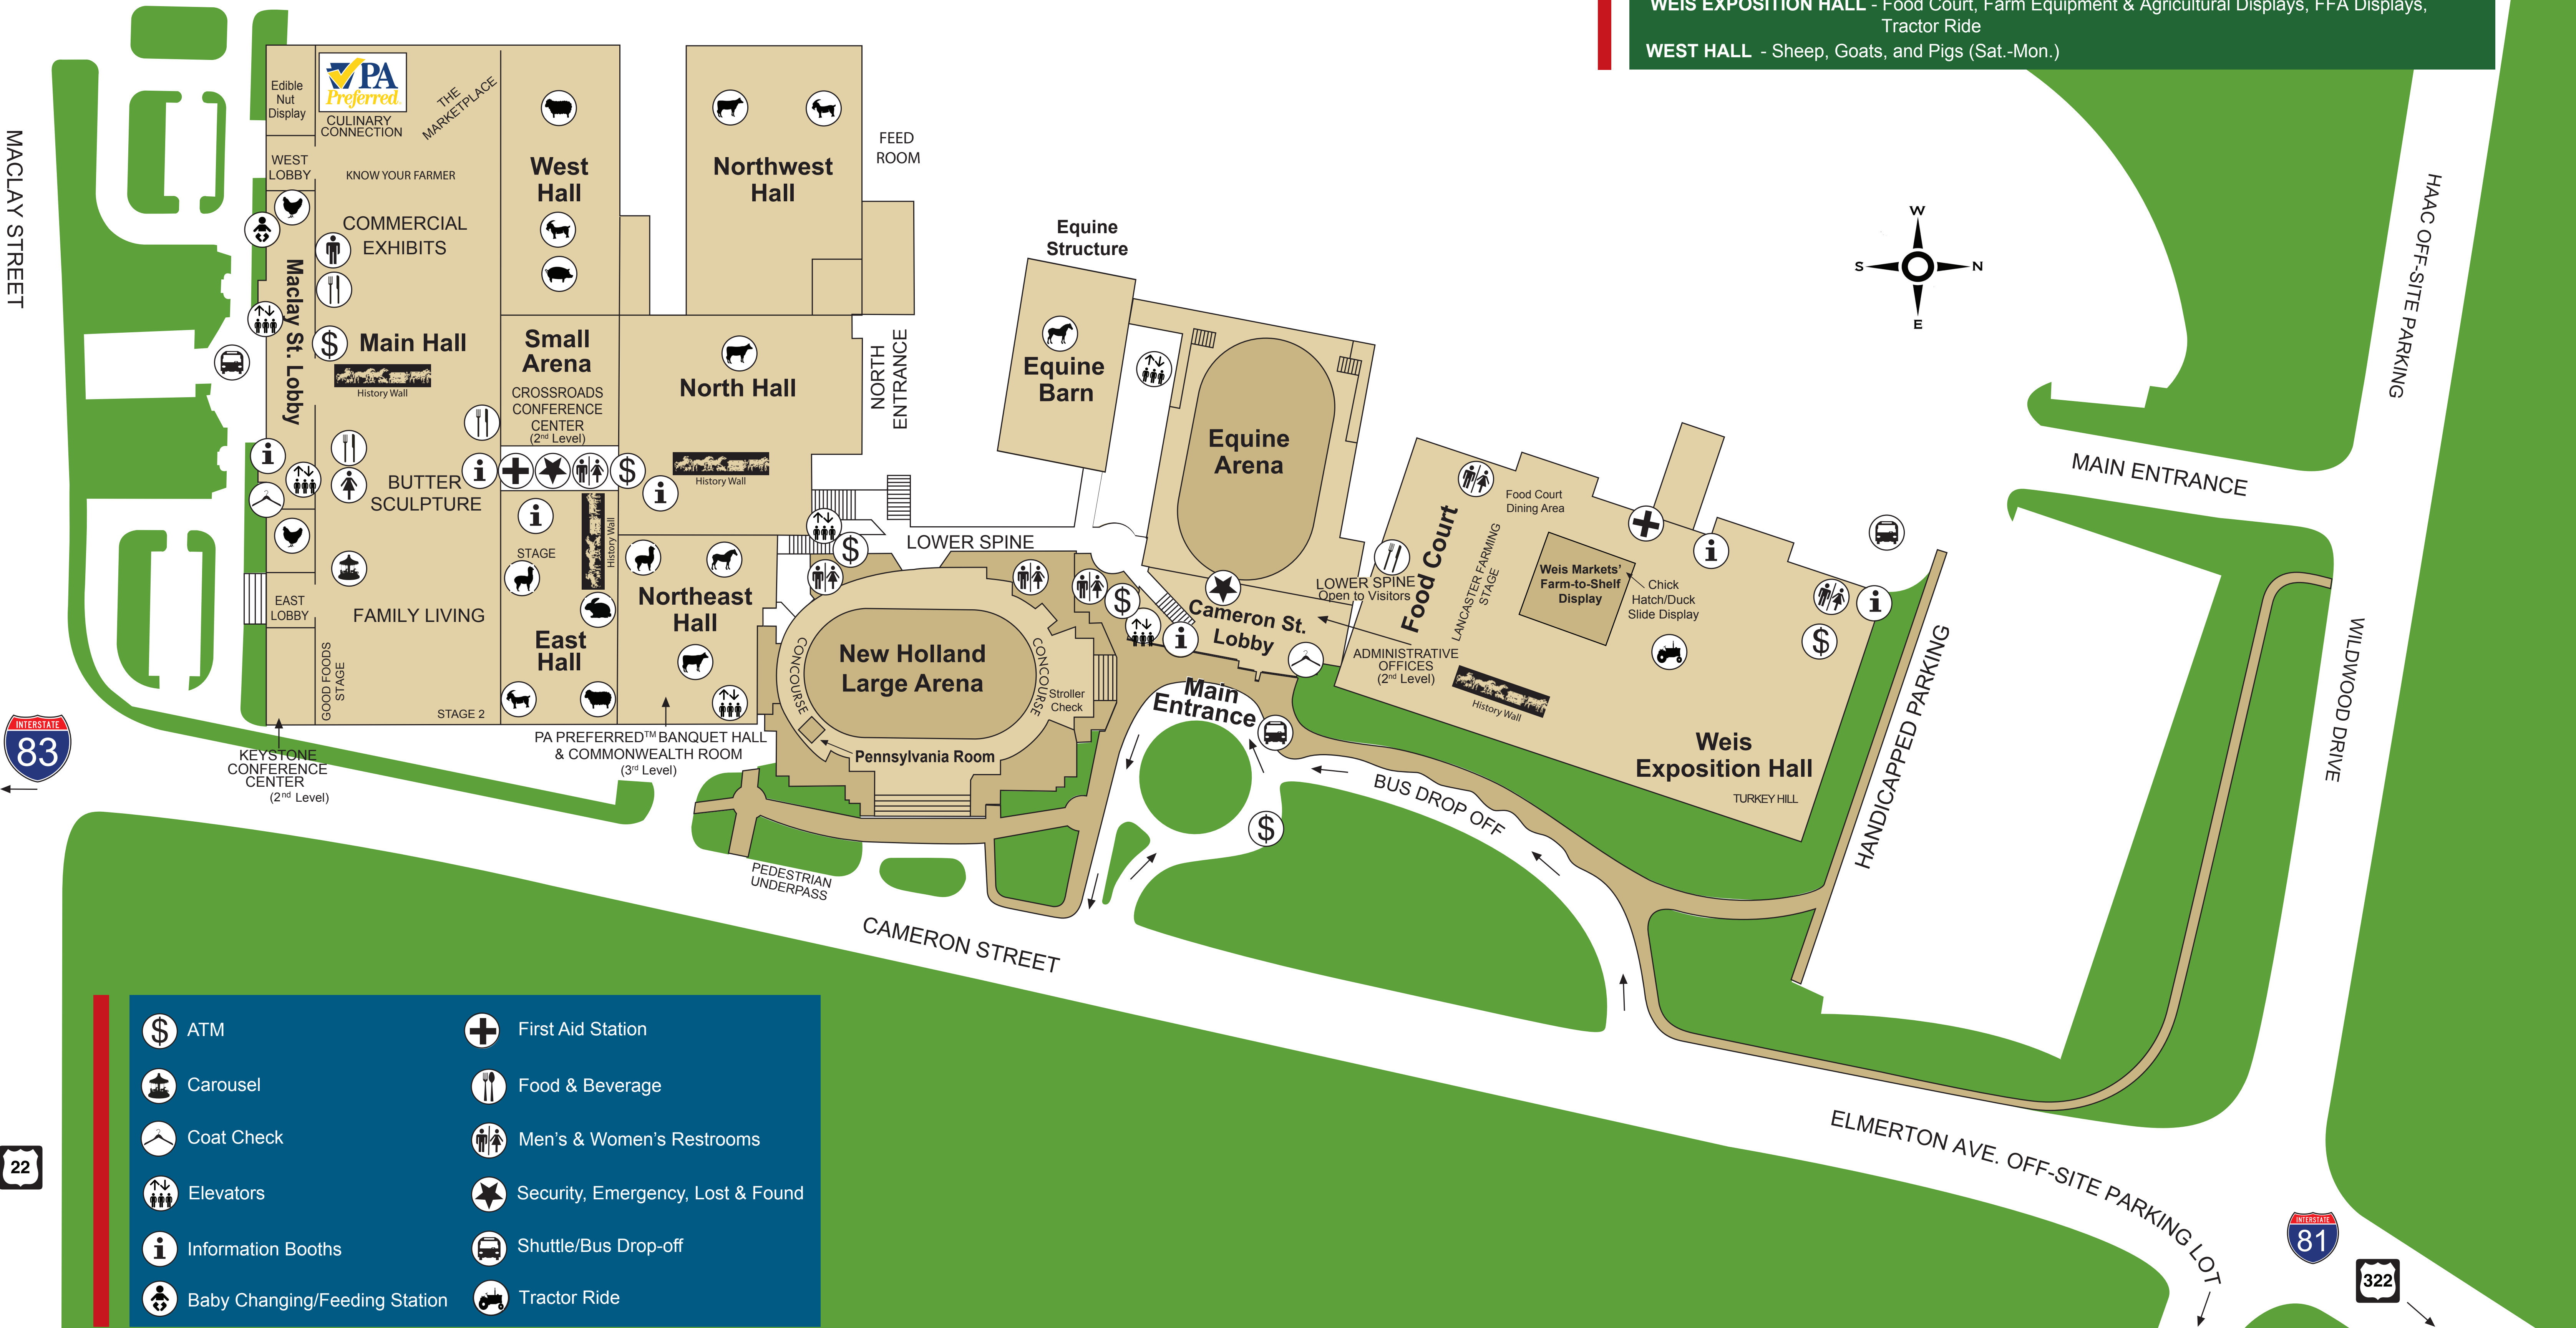 WEIS EXPOSITION HALL - Food Court, Farm Equipment & Agricultural Displays, FFA Displays,
Tractor Ride
WEST HALL - Sheep, Goats, and Pigs (Sat.-Mon.)
MACLAY STREET
Edible
Nut
Display
PA
Preferred
CULINARY
CONNECTION
THE
MARKETPLACE
WEST
LOBBY
KNOW YOUR FARMER
COMMERCIAL
EXHIBITS
Maclay St. Lobby
Main Hall
History Wall
BUTTER
SCULPTURE
EAST
LOBBY
FAMILY LIVING
GOOD FOODS
STAGE
STAGE 2
KEYSTONE
CONFERENCE
CENTER
(2nd Level)
West
Hall
Small
Arena
CROSSROADS
CONFERENCE
CENTER
(2nd Level)
STAGE
History Wall
East
Hall
Northwest
Hall
FEED
ROOM
North Hall
NORTH
ENTRANCE
History Wall
Northeast
Hall
PA PREFERRED™ BANQUET HALL
& COMMONWEALTH ROOM
(3rd Level)
LOWER SPINE
CONCOURSE
New Holland
Large Arena
CONCOURSE
Stroller
Check
Pennsylvania Room
PEDESTRIAN
UNDERPASS
Equine
Structure
Equine
Barn
Equine
Arena
LOWER SPINE
Open to Visitors
Cameron St.
Lobby
ADMINISTRATIVE
OFFICES
(2nd Level)
Main
Entrance
BUS DROP OFF
Food Court
Food Court
Dining Area
LANCASTER FARMING
STAGE
Weis Markets'
Farm-to-Shelf
Display
Chick
Hatch/Duck
Slide Display
History Wall
Weis
Exposition Hall
TURKEY HILL
HANDICAPPED PARKING
W
S
N
E
MAIN ENTRANCE
HAAC OFF-SITE PARKING
WILDWOOD DRIVE
CAMERON STREET
ELMERTON AVE. OFF-SITE PARKING LOT
INTERSTATE
83
22
INTERSTATE
81
322
$ ATM
Carousel
Coat Check
Elevators
i Information Booths
Baby Changing/Feeding Station
First Aid Station
Food & Beverage
Men's & Women's Restrooms
Security, Emergency, Lost & Found
Shuttle/Bus Drop-off
Tractor Ride